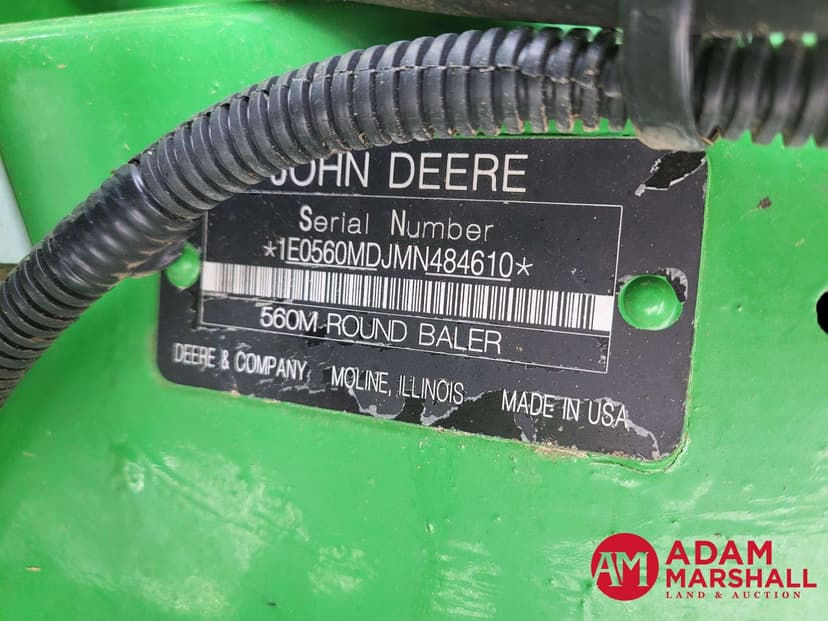 JOHN DEERE
Serial Number
*1E0560MDJMN484610*
560M ROUND BALER
DEERE & COMPANY MOLINE, ILLINOIS MADE IN USA
AM ADAM
MARSHALL
LAND & AUCTION